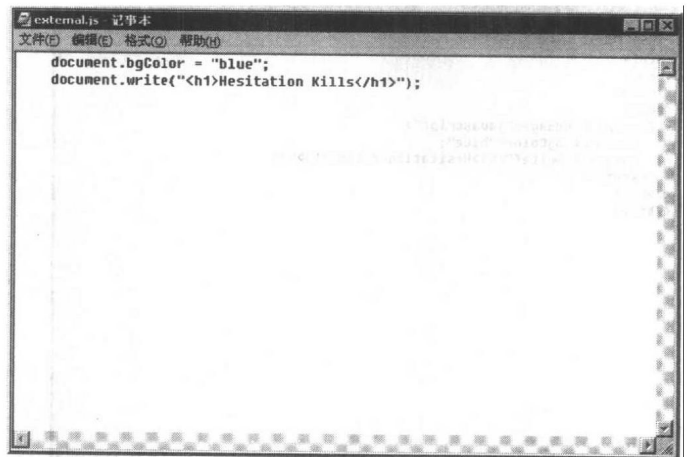 external.js - 记事本
文件(F) 编辑(E) 格式(O) 帮助(H)
document.bgColor = "blue";
document.write("<h1>Hesitation Kills</h1>");